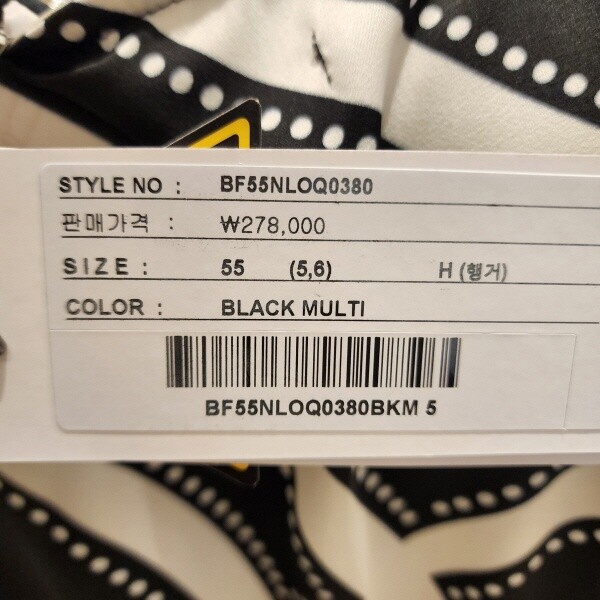 STYLE NO : BF55NLOQ0380
판매가격 : ₩278,000
SIZE : 55 (5,6) H (행거)
COLOR : BLACK MULTI
BF55NLOQ0380BKM 5